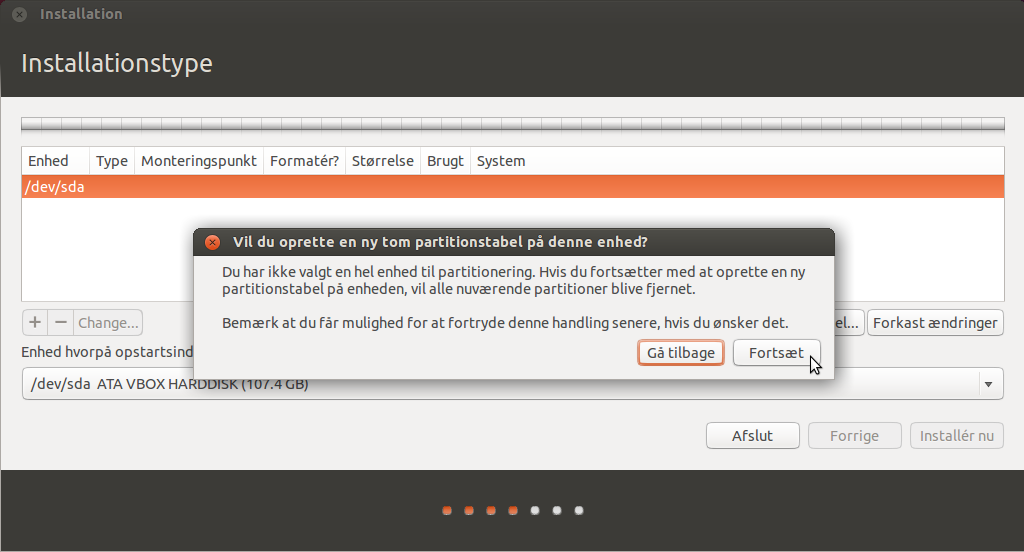 Installation
Installationstype
Enhed Type Monteringspunkt Formatér? Størrelse Brugt System
/dev/sda
Vil du oprette en ny tom partitionstabel på denne enhed?
Du har ikke valgt en hel enhed til partitionering. Hvis du fortsætter med at oprette en ny
partitionstabel på enheden, vil alle nuværende partitioner blive fjernet.
Bemærk at du får mulighed for at fortryde denne handling senere, hvis du ønsker det.
Gå tilbage Fortsæt
+ − Change... el... Forkast ændringer
Enhed hvorpå opstartsind
/dev/sda ATA VBOX HARDDISK (107.4 GB)
Afslut Forrige Installér nu